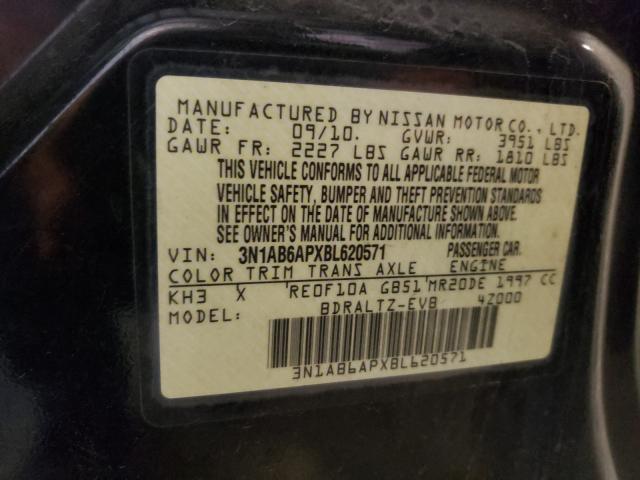 MANUFACTURED BY NISSAN MOTOR CO., LTD.
DATE: 09/10. GVWR: 3951 LBS
GAWR FR: 2227 LBS GAWR RR: 1810 LBS
THIS VEHICLE CONFORMS TO ALL APPLICABLE FEDERAL MOTOR
VEHICLE SAFETY, BUMPER AND THEFT PREVENTION STANDARDS
IN EFFECT ON THE DATE OF MANUFACTURE SHOWN ABOVE.
SEE OWNER'S MANUAL FOR ADDITIONAL INFORMATION.
VIN: 3N1AB6APXBL620571 PASSENGER CAR.
COLOR TRIM TRANS AXLE ENGINE
KH3 X RE0F10A GB51 MR20DE 1997 CC
MODEL: BDRALTZ-EVB 4Z000
3N1AB6APXBL620571